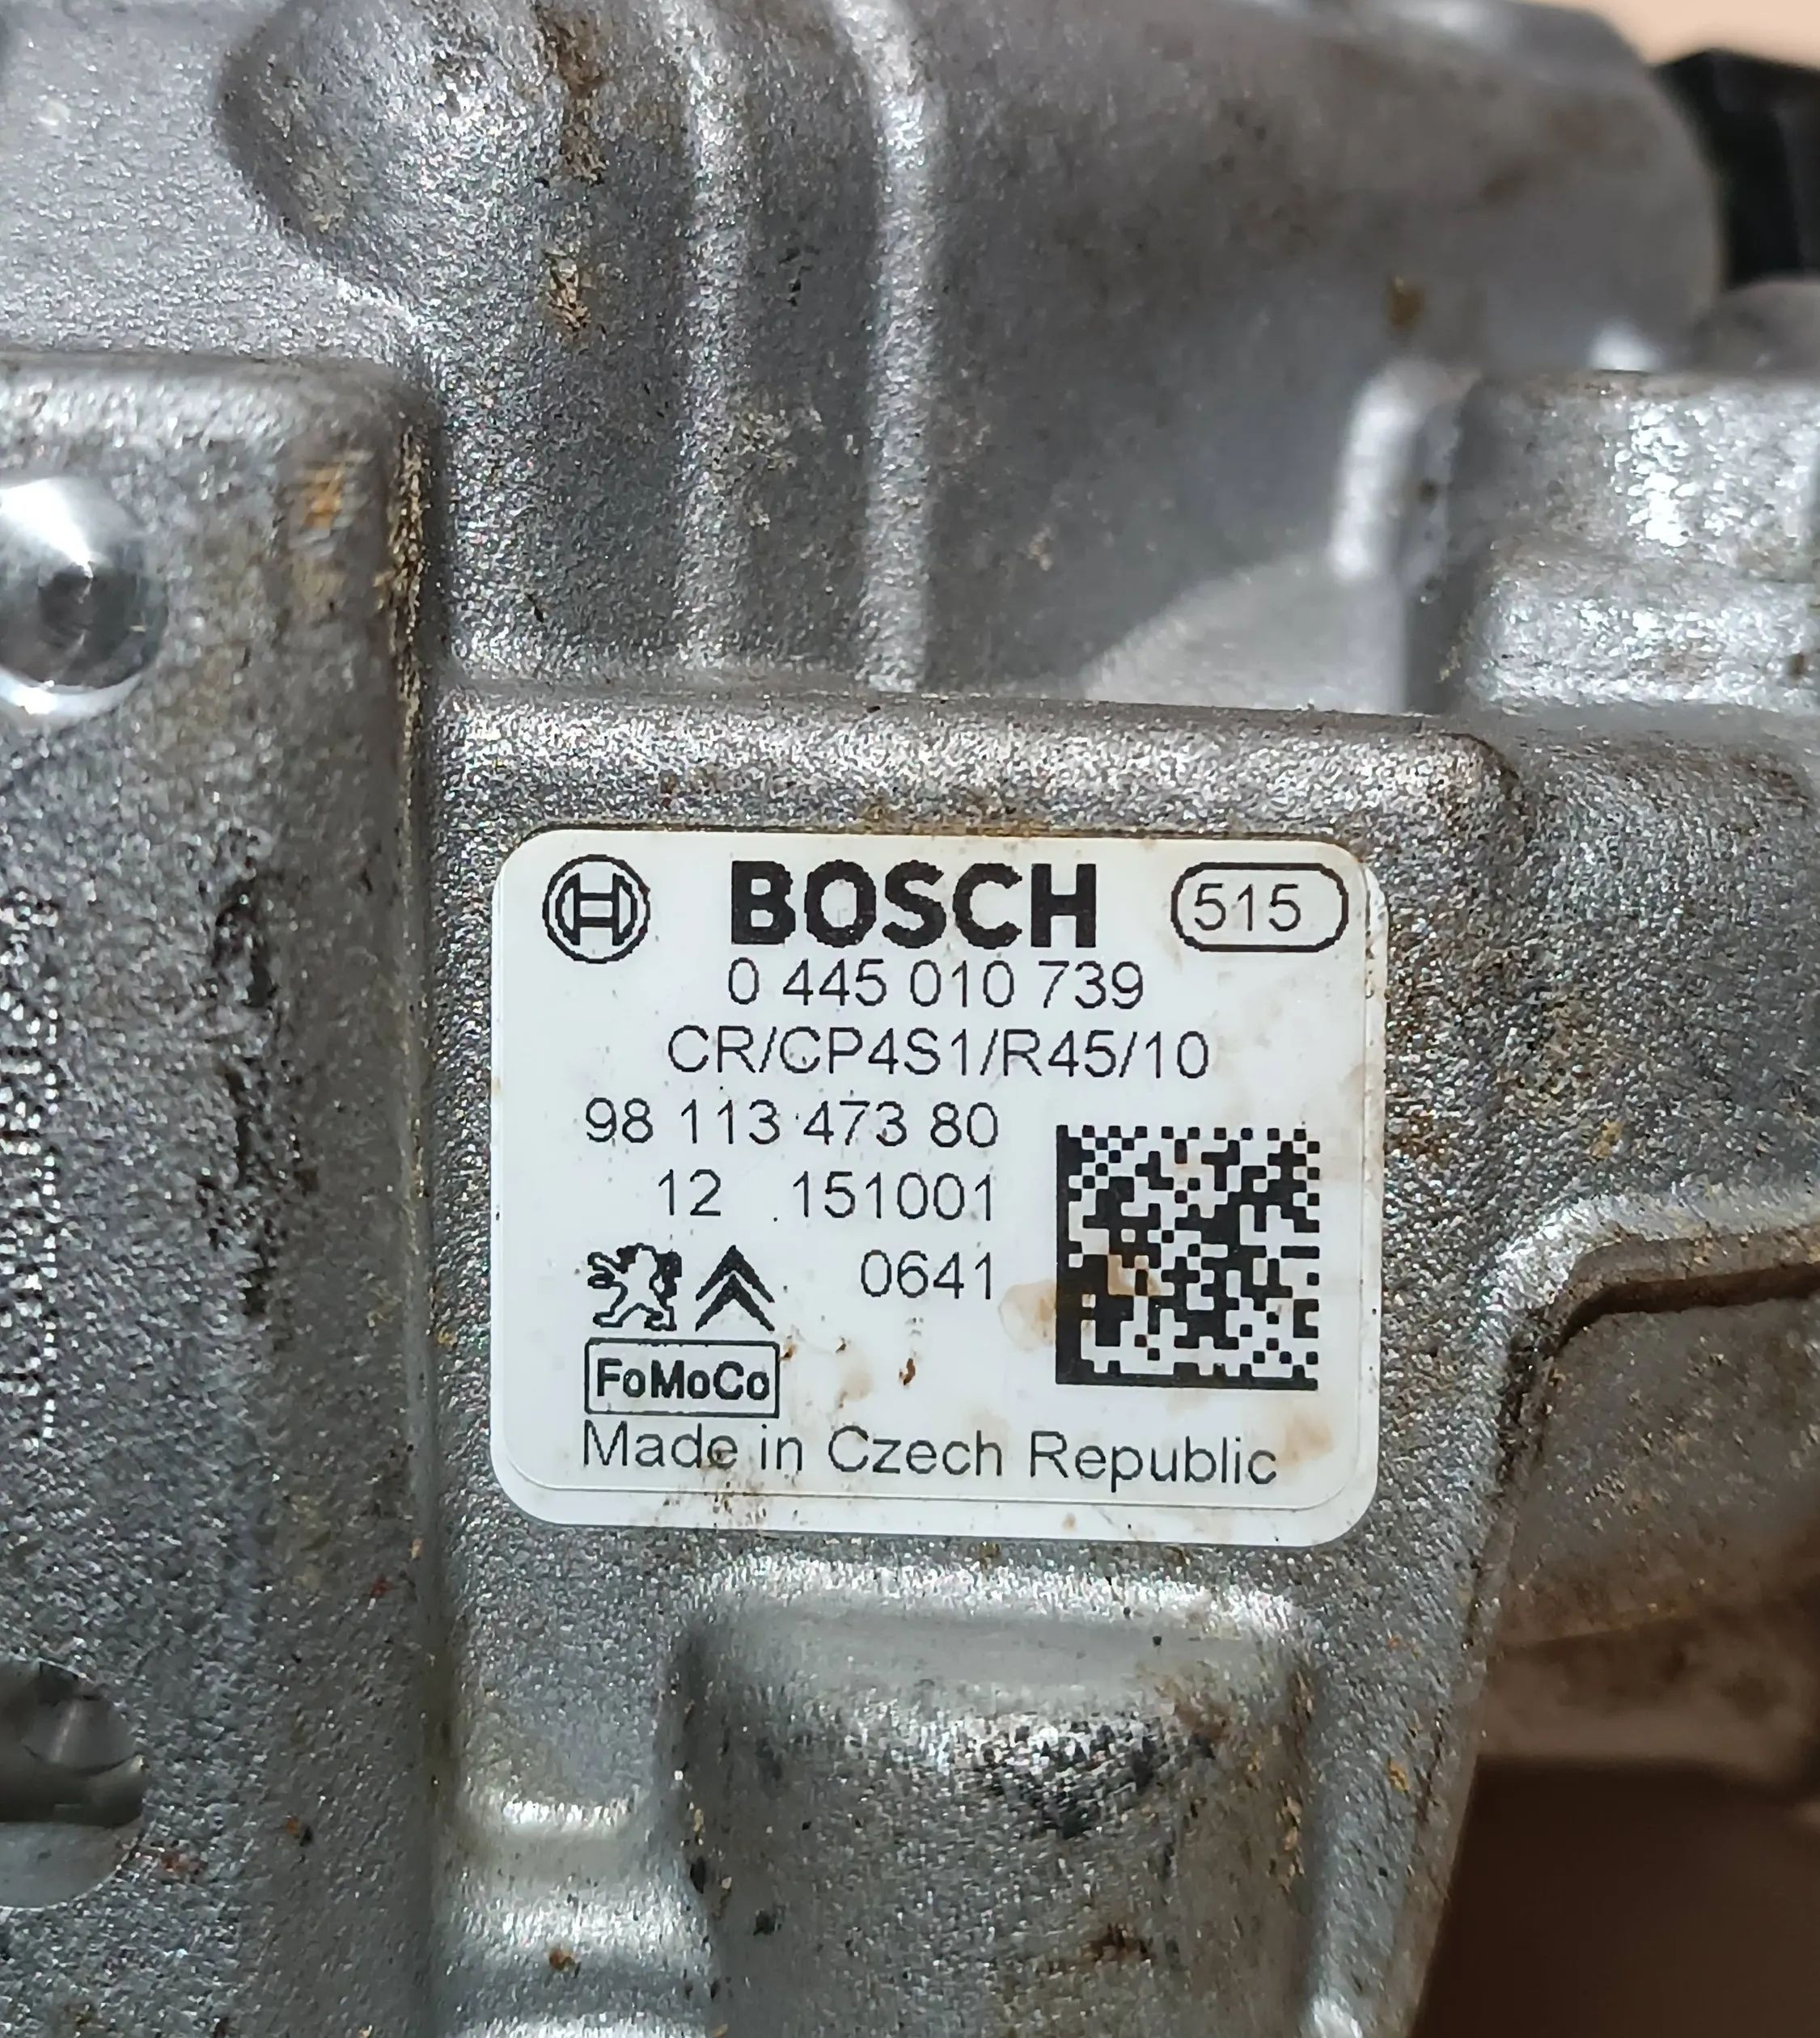 BOSCH 515
0 445 010 739
CR/CP4S1/R45/10
98 113 473 80
12 151001
0641
FoMoCo
Made in Czech Republic